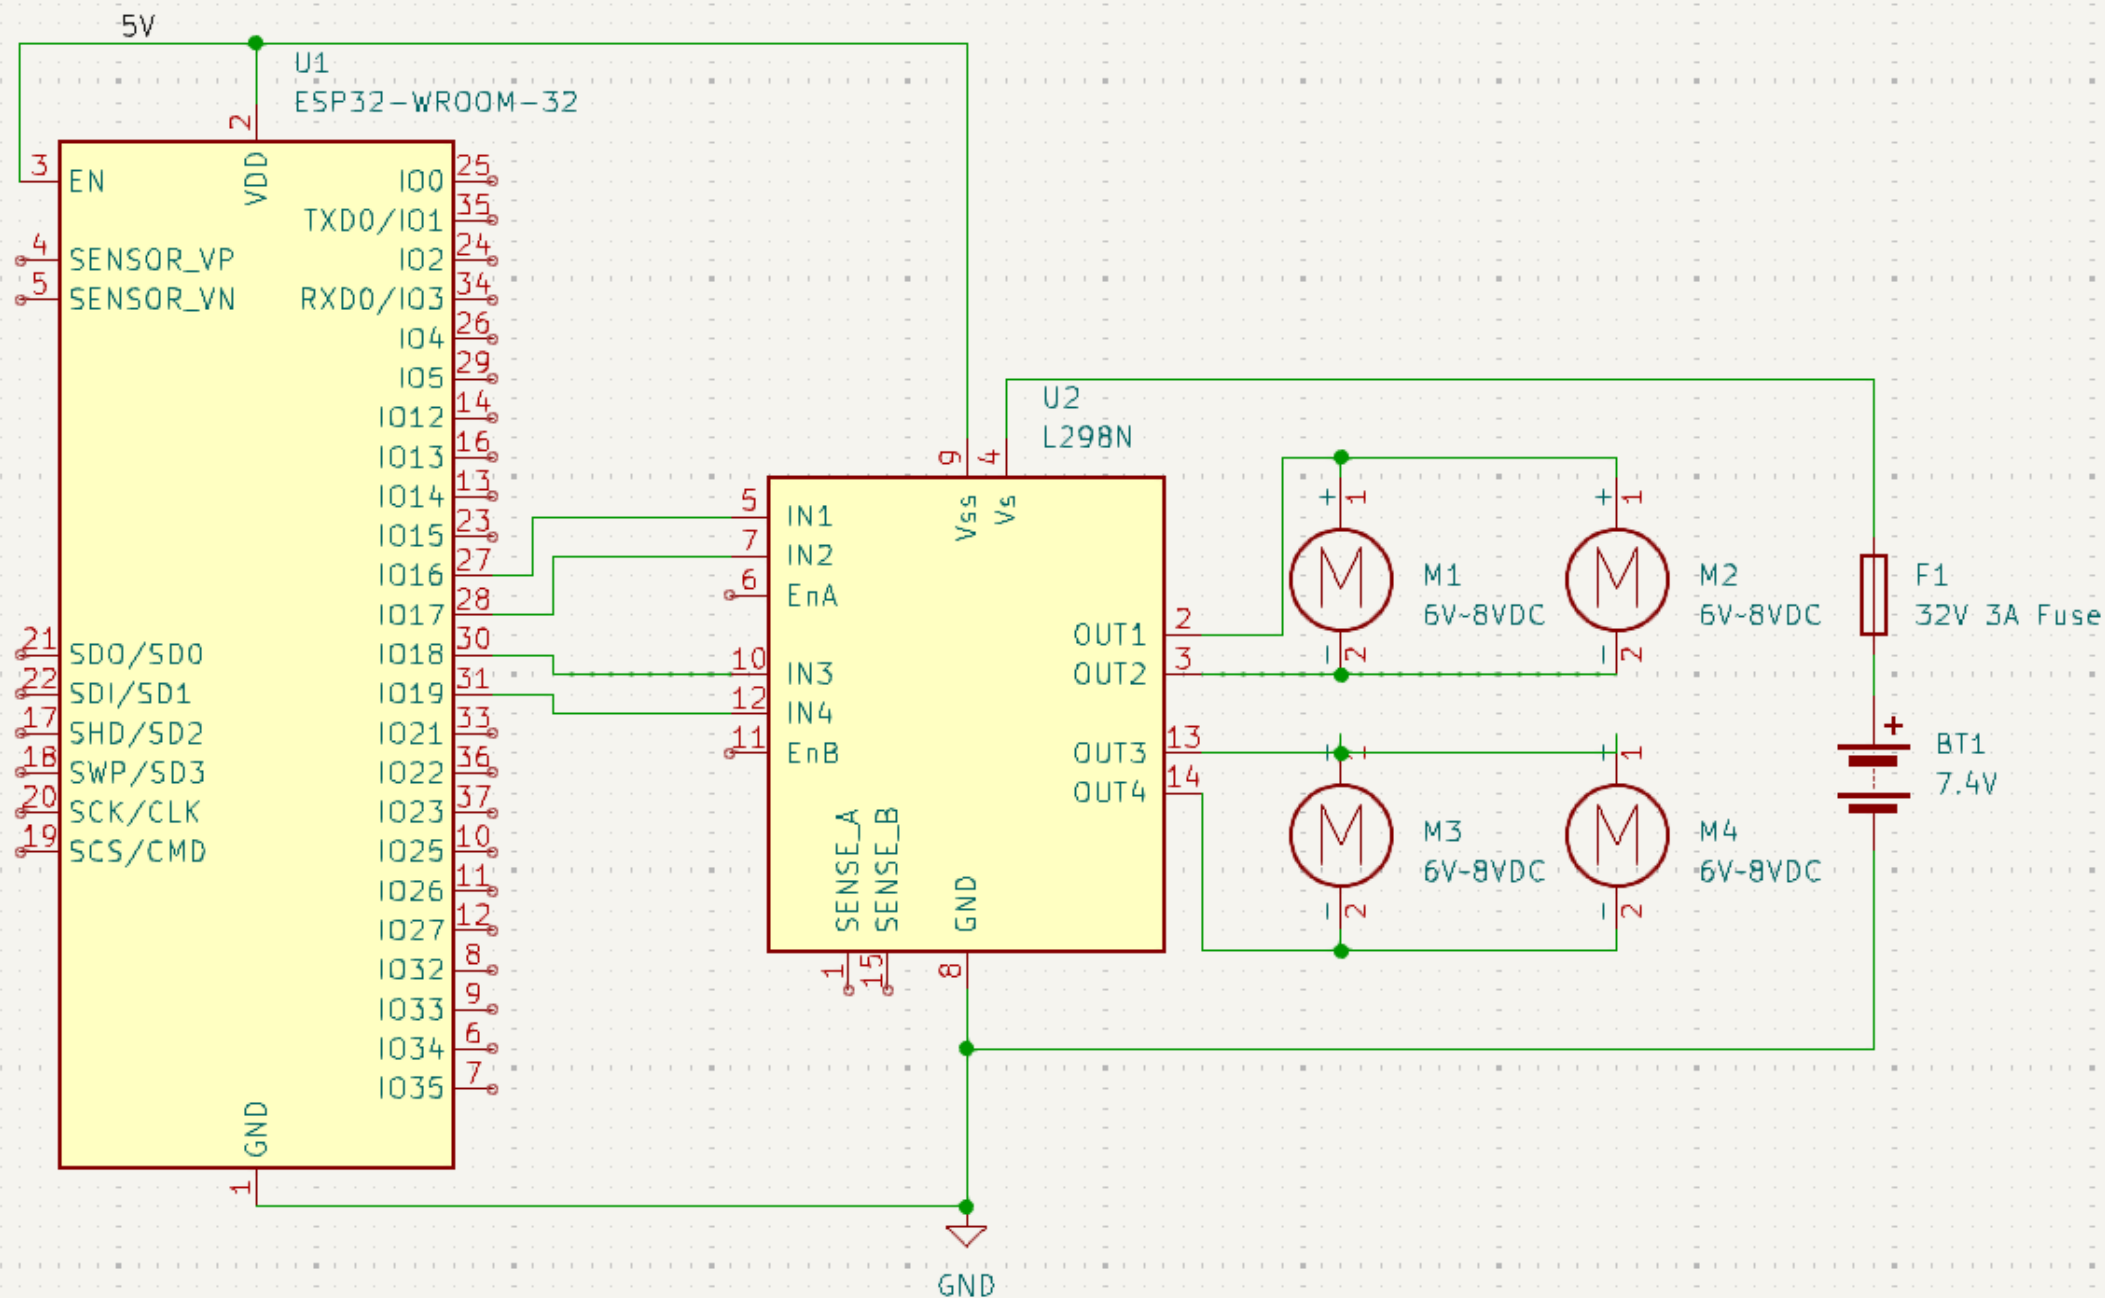 5V
U1
ESP32-WROOM-32
2
VDD
3
EN
4
SENSOR_VP
5
SENSOR_VN
21
SDO/SD0
22
SDI/SD1
17
SHD/SD2
18
SWP/SD3
20
SCK/CLK
19
SCS/CMD
IO0
25
TXD0/IO1
35
IO2
24
RXD0/IO3
34
IO4
26
IO5
29
IO12
14
IO13
16
IO14
13
IO15
23
IO16
27
IO17
28
IO18
30
IO19
31
IO21
33
IO22
36
IO23
37
IO25
10
IO26
11
IO27
12
IO32
8
IO33
9
IO34
6
IO35
7
GND
1
U2
L298N
9
4
Vss
Vs
5
IN1
7
IN2
6
EnA
10
IN3
12
IN4
11
EnB
OUT1
2
OUT2
3
OUT3
13
OUT4
14
SENSE_A
SENSE_B
GND
1
15
8
GND
+
1
M
−
2
M1
6V~8VDC
+
1
M
−
2
M2
6V~8VDC
+
1
M
−
2
M3
6V~8VDC
+
1
M
−
2
M4
6V~8VDC
F1
32V 3A Fuse
+
BT1
7.4V